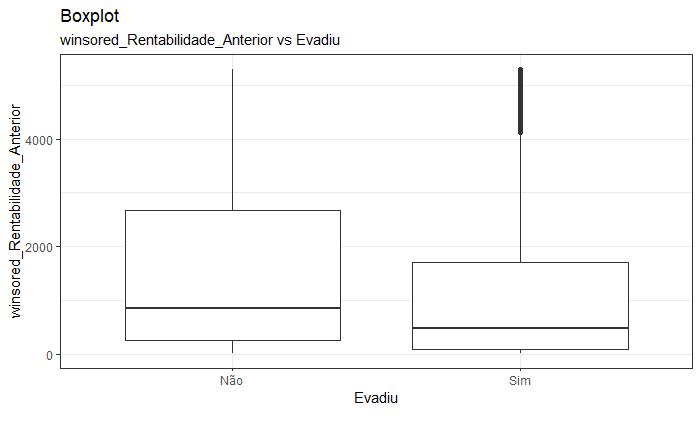 Boxplot
winsored_Rentabilidade_Anterior vs Evadiu
winsored_Rentabilidade_Anterior
4000
2000
0
Não
Sim
Evadiu